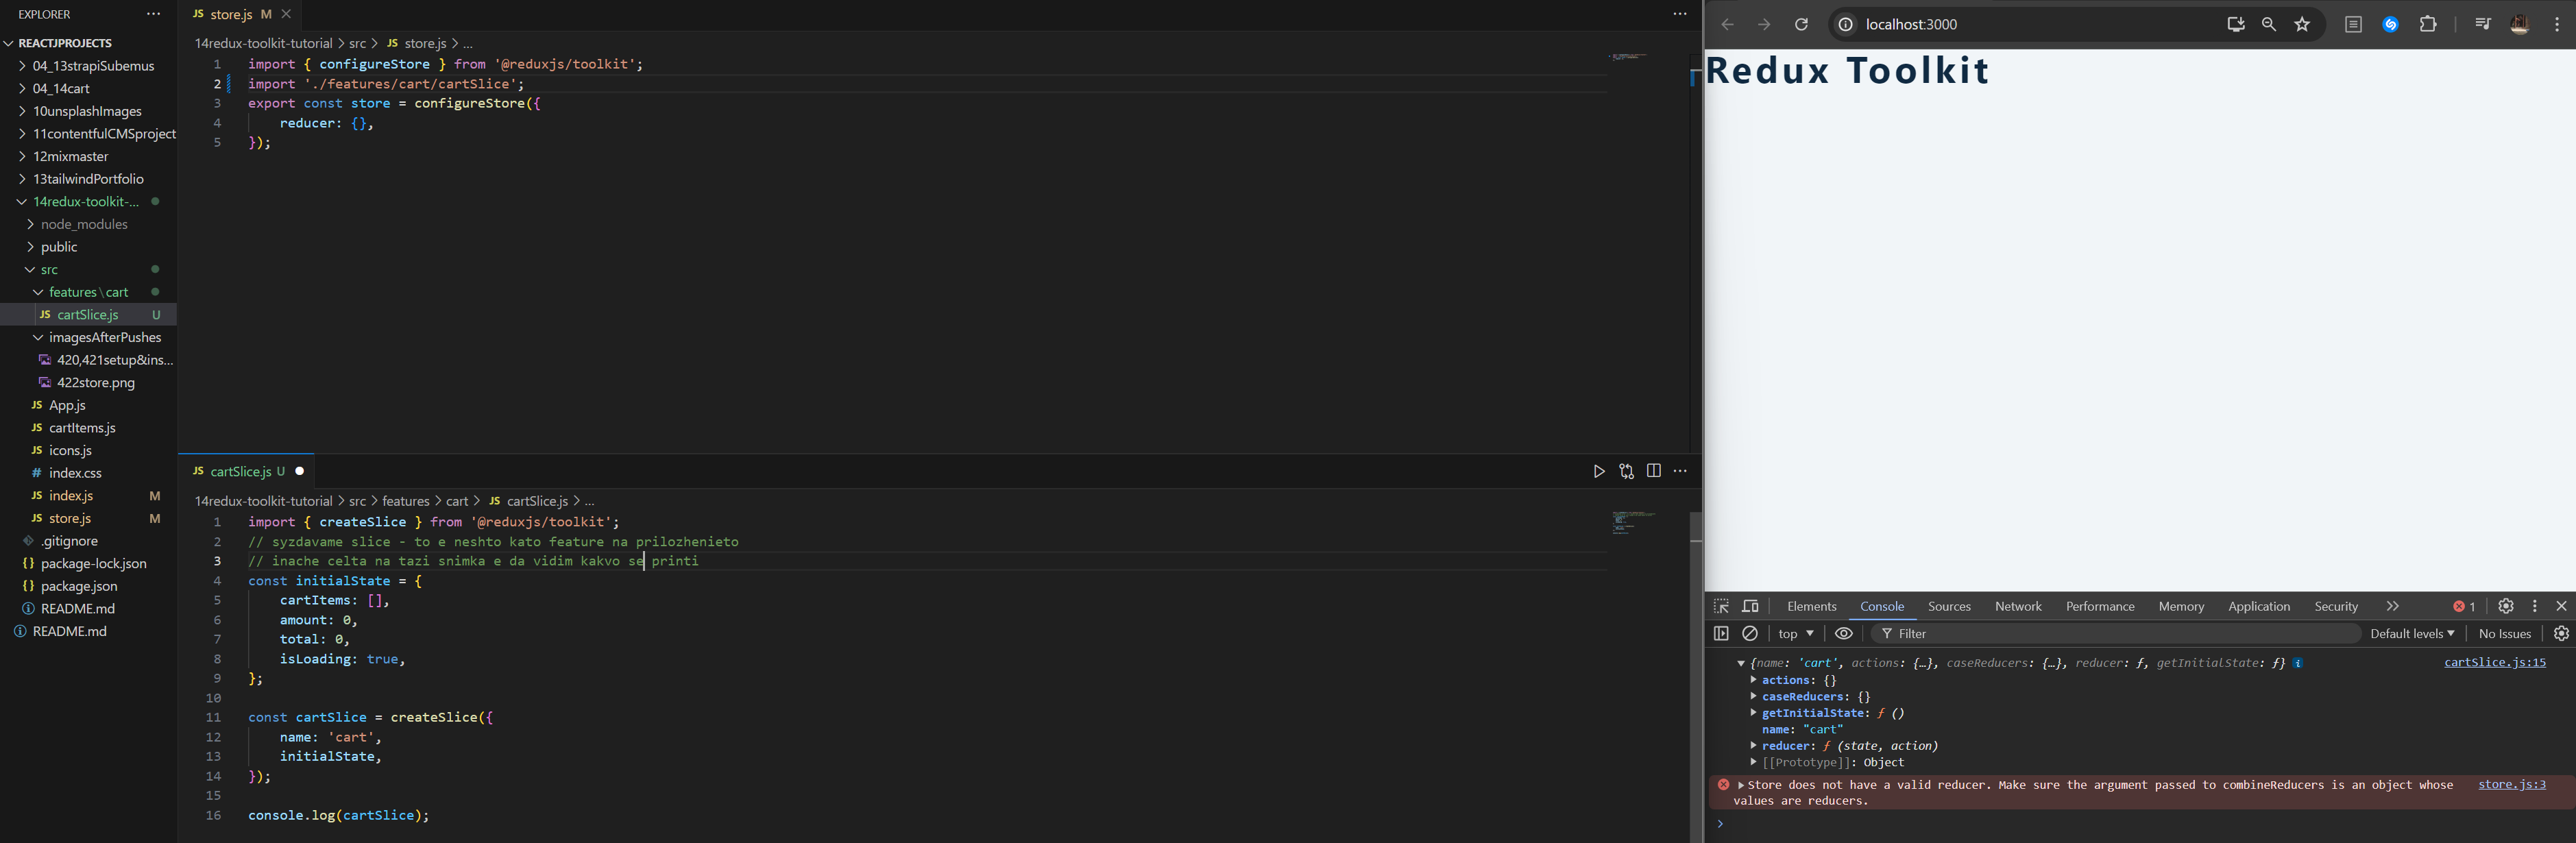 EXPLORER
REACTJPROJECTS
04_13strapiSubemus
04_14cart
10unsplashImages
11contentfulCMSproject
12mixmaster
13tailwindPortfolio
14redux-toolkit-...
node_modules
public
src
features\cart
JS cartSlice.js U
imagesAfterPushes
420,421setup&ins...
422store.png
JS App.js
JS cartItems.js
JS icons.js
# index.css
JS index.js M
JS store.js M
.gitignore
{} package-lock.json
{} package.json
README.md
README.md
JS store.js M
14redux-toolkit-tutorial > src > JS store.js > ...
1 import { configureStore } from '@reduxjs/toolkit';
2 import './features/cart/cartSlice';
3 export const store = configureStore({
4 reducer: {},
5 });
JS cartSlice.js U
14redux-toolkit-tutorial > src > features > cart > JS cartSlice.js > ...
1 import { createSlice } from '@reduxjs/toolkit';
2 // syzdavame slice - to e neshto kato feature na prilozhenieto
3 // inache celta na tazi snimka e da vidim kakvo se printi
4 const initialState = {
5 cartItems: [],
6 amount: 0,
7 total: 0,
8 isLoading: true,
9 };
10
11 const cartSlice = createSlice({
12 name: 'cart',
13 initialState,
14 });
15
16 console.log(cartSlice);
localhost:3000
Redux Toolkit
Elements Console Sources Network Performance Memory Application Security 1
top Filter Default levels No Issues
{name: 'cart', actions: {…}, caseReducers: {…}, reducer: ƒ, getInitialState: ƒ} cartSlice.js:15
actions: {}
caseReducers: {}
getInitialState: ƒ ()
name: "cart"
reducer: ƒ (state, action)
[[Prototype]]: Object
Store does not have a valid reducer. Make sure the argument passed to combineReducers is an object whose store.js:3
values are reducers.